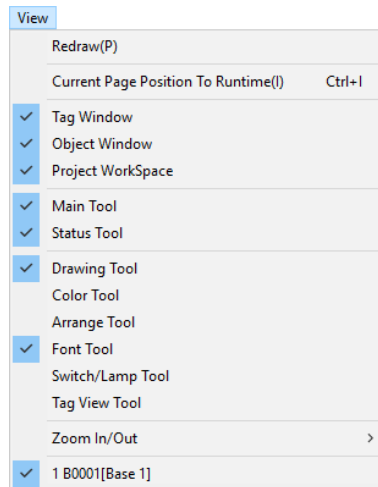 View
Redraw(P)
Current Page Position To Runtime(I) Ctrl+I
Tag Window
Object Window
Project WorkSpace
Main Tool
Status Tool
Drawing Tool
Color Tool
Arrange Tool
Font Tool
Switch/Lamp Tool
Tag View Tool
Zoom In/Out
1 B0001[Base 1]